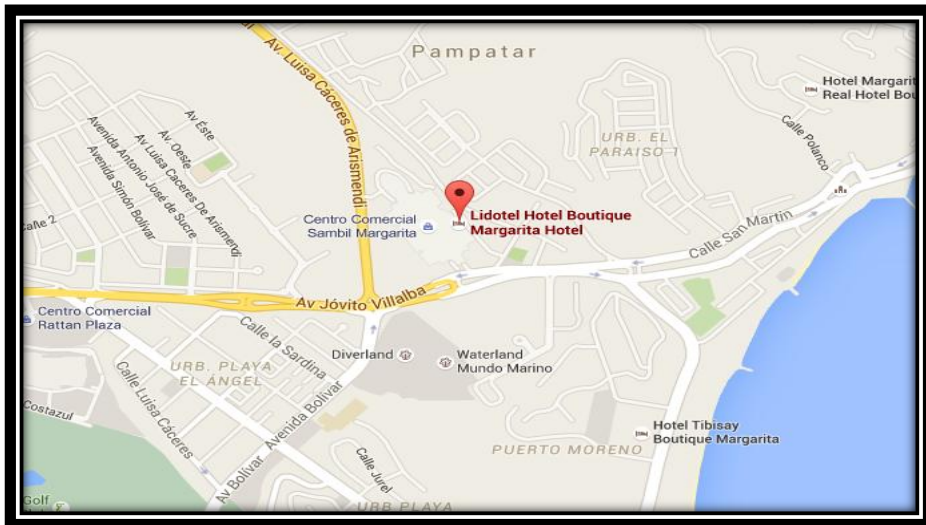 Pampatar
Av. Luisa Cáceres de Arismendi
Hotel Margarit
Real Hotel Bou
URB. EL
PARAISO 1
Calle Polanco
Av Éste
Av. Oeste
Av Luisa Caceres De Arismendi
Avenida Antonio José de Sucre
Avenida Simón Bolívar
Calle 2
Centro Comercial
Sambil Margarita
Lidotel Hotel Boutique
Margarita Hotel
Calle San Martín
Av Jóvito Villalba
Centro Comercial
Rattan Plaza
Calle la Sardina
Diverland
Waterland
Mundo Marino
URB. PLAYA
EL ÁNGEL
Calle Luisa Cáceres
Avenida Bolívar
Av Bolívar
Costazul
Hotel Tibisay
Boutique Margarita
PUERTO MORENO
Calle Jurel
Golf
URB PLAYA